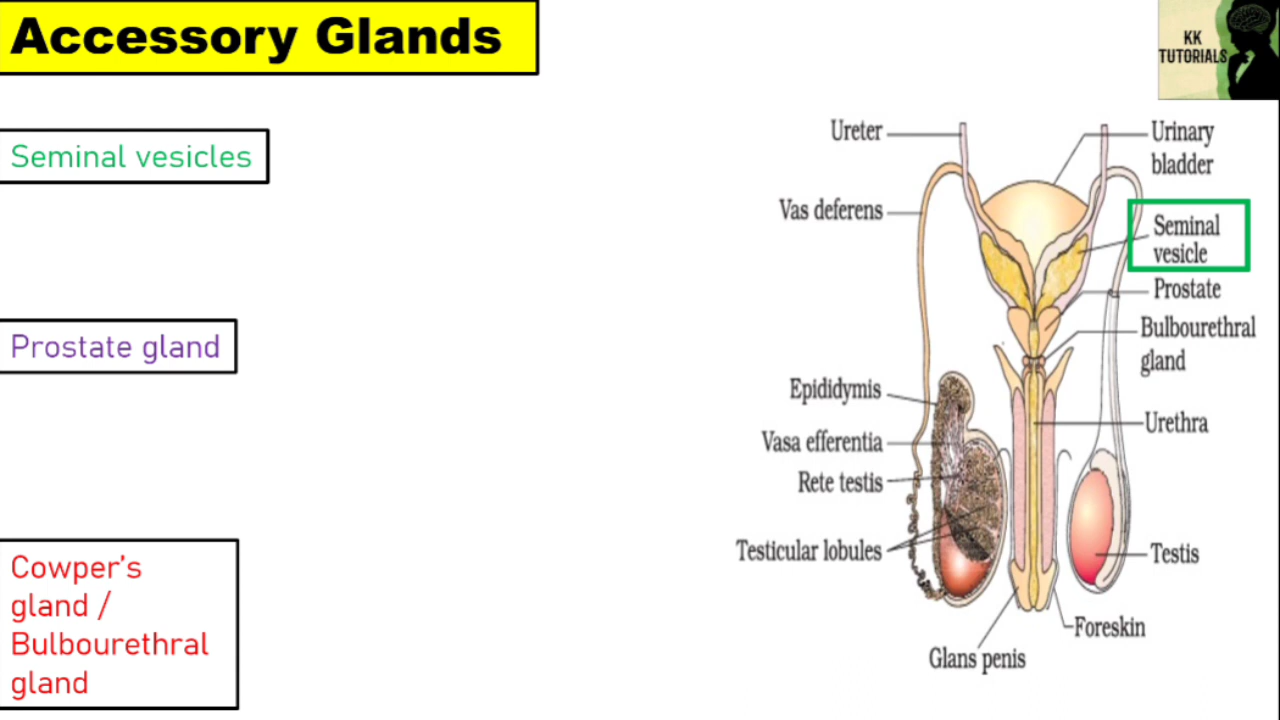 Accessory Glands
KK
TUTORIALS
Seminal vesicles
Prostate gland
Cowper's
gland /
Bulbourethral
gland
Ureter
Vas deferens
Epididymis
Vasa efferentia
Rete testis
Testicular lobules
Glans penis
Urinary
bladder
Seminal
vesicle
Prostate
Bulbourethral
gland
Urethra
Testis
Foreskin